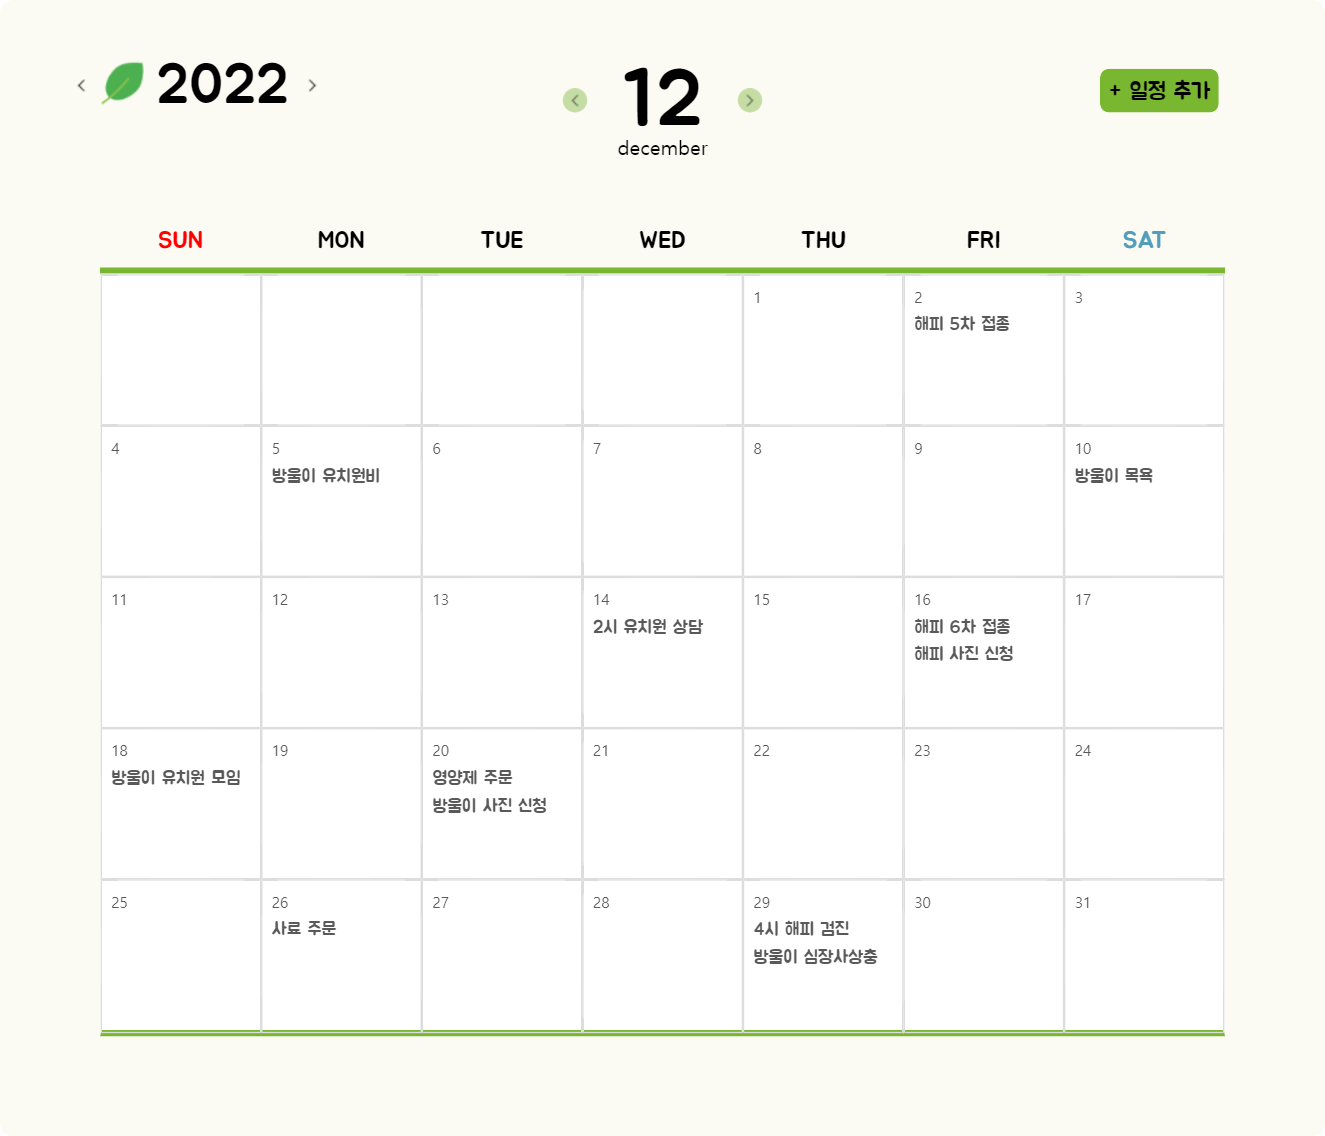 2022
12
december
+ 일정 추가
SUN MON TUE WED THU FRI SAT
1
2
해피 5차 접종
3
4
5
방울이 유치원비
6
7
8
9
10
방울이 목욕
11
12
13
14
2시 유치원 상담
15
16
해피 6차 접종
해피 사진 신청
17
18
방울이 유치원 모임
19
20
영양제 주문
방울이 사진 신청
21
22
23
24
25
26
사료 주문
27
28
29
4시 해피 검진
방울이 심장사상충
30
31